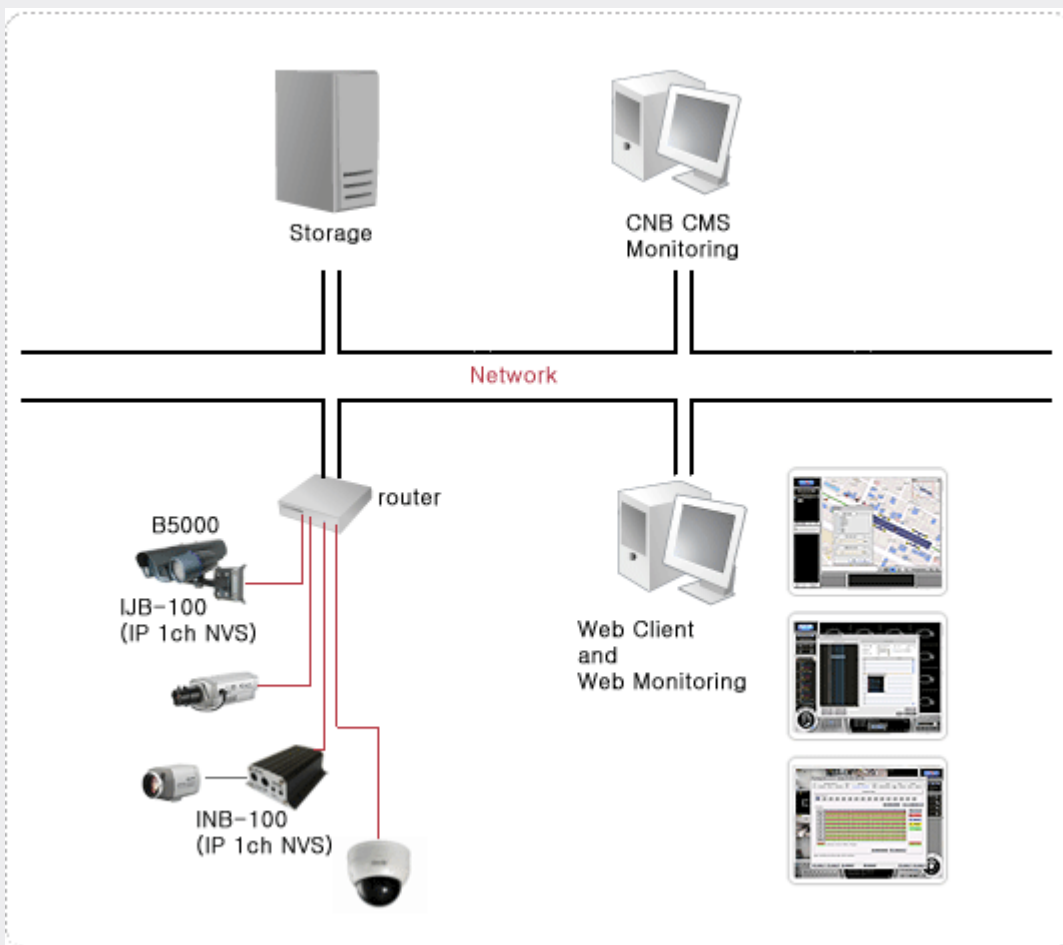 Storage
CNB CMS
Monitoring
Network
router
B5000
IJB-100
(IP 1ch NVS)
Web Client
and
Web Monitoring
INB-100
(IP 1ch NVS)